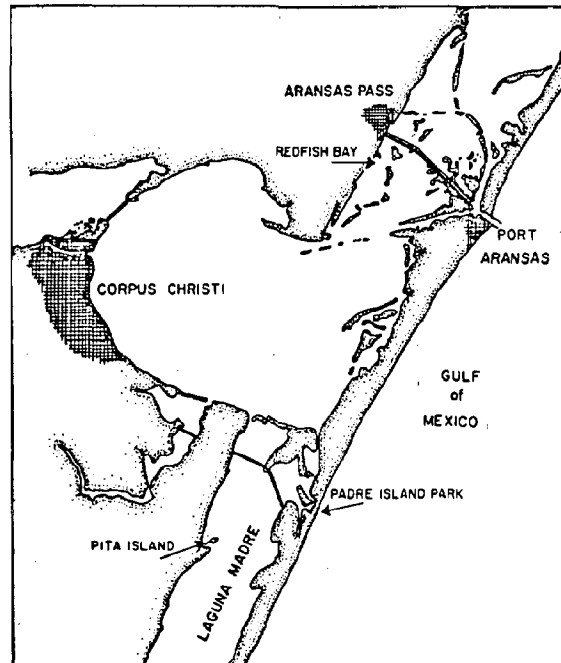 ARANSAS PASS
REDFISH BAY
PORT
ARANSAS
CORPUS CHRISTI
GULF
of
MEXICO
PADRE ISLAND PARK
PITA ISLAND
LAGUNA MADRE